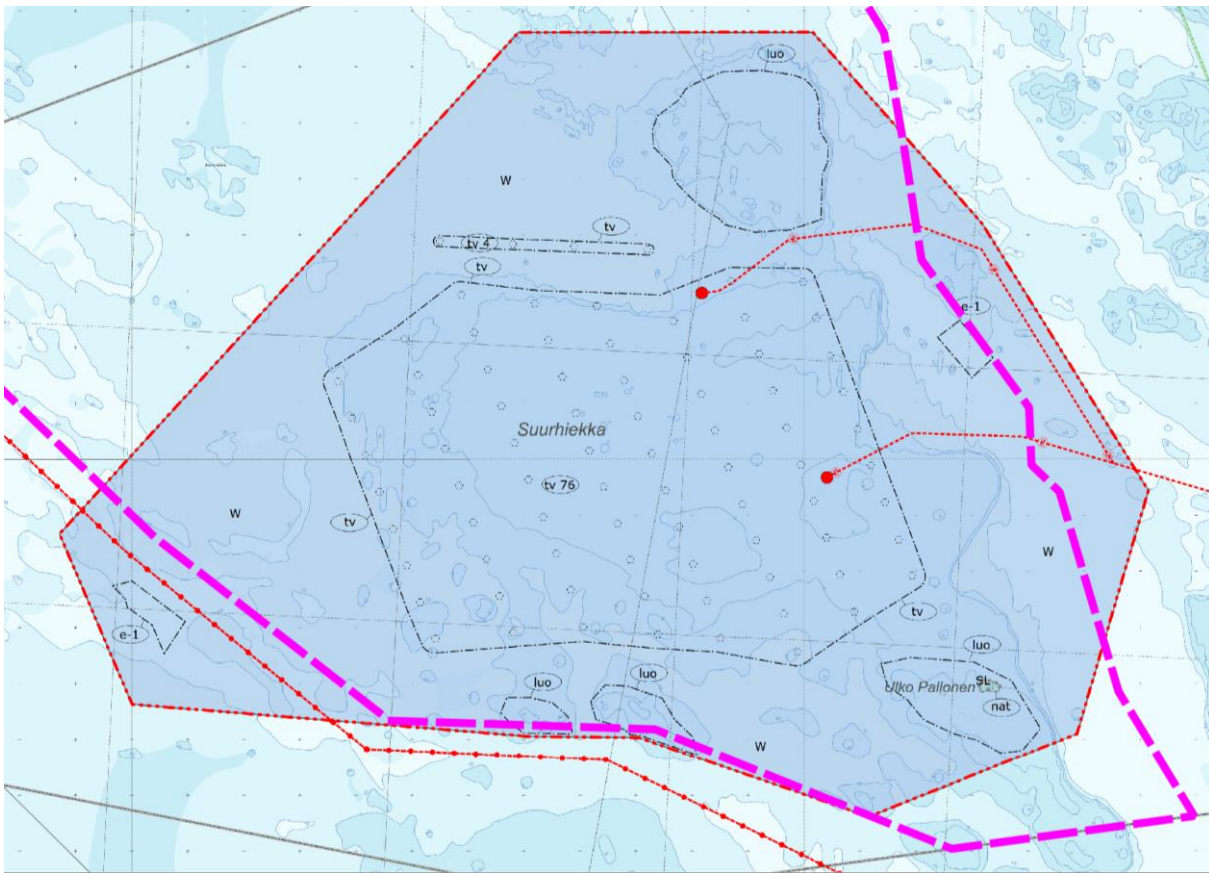 luo
W
tv
tv 4
tv
e-1
Suurhiekka
tv 76
W
tv
W
tv
e-1
luo
luo
luo
SL
Ulko Pallonen
nat
W